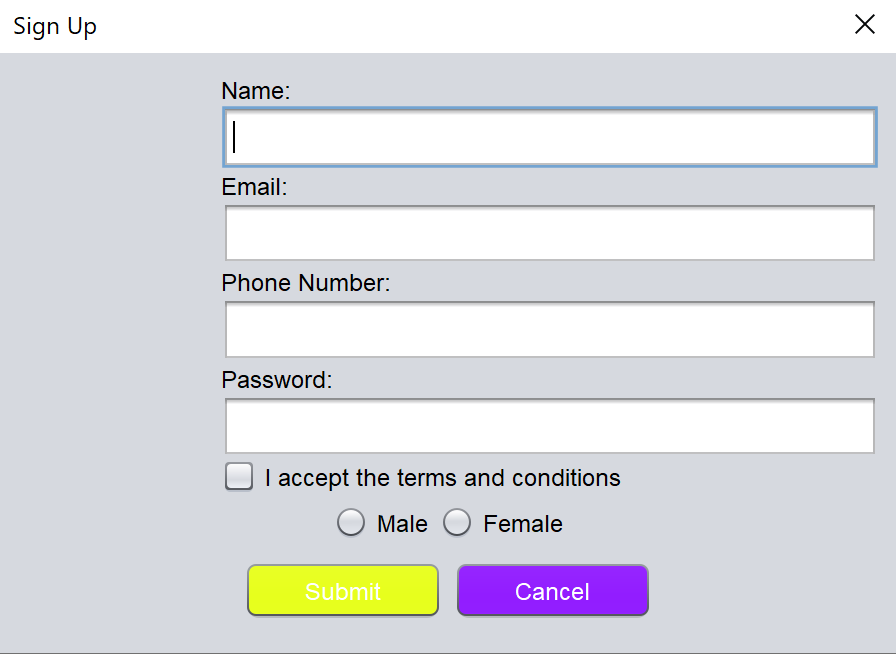 Sign Up
Name:
Email:
Phone Number:
Password:
I accept the terms and conditions
Male Female
Submit Cancel